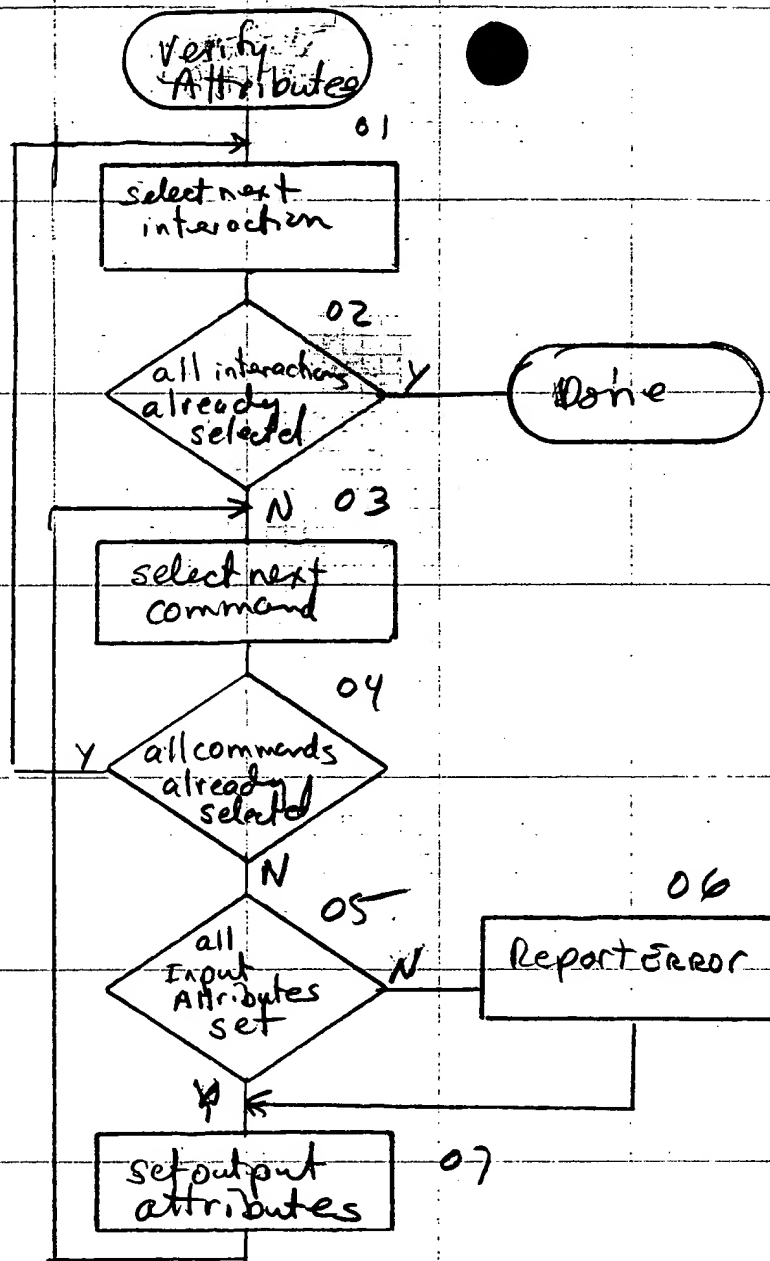 Verify
Attributes
01
select next
interaction
02
all interactions
already
selected
Y
Done
N 03
select next
command
04
Y
all commands
already
selected
N
05
all
Input
Attributes
set
N
06
Report ERROR
Y
set output
attributes
07